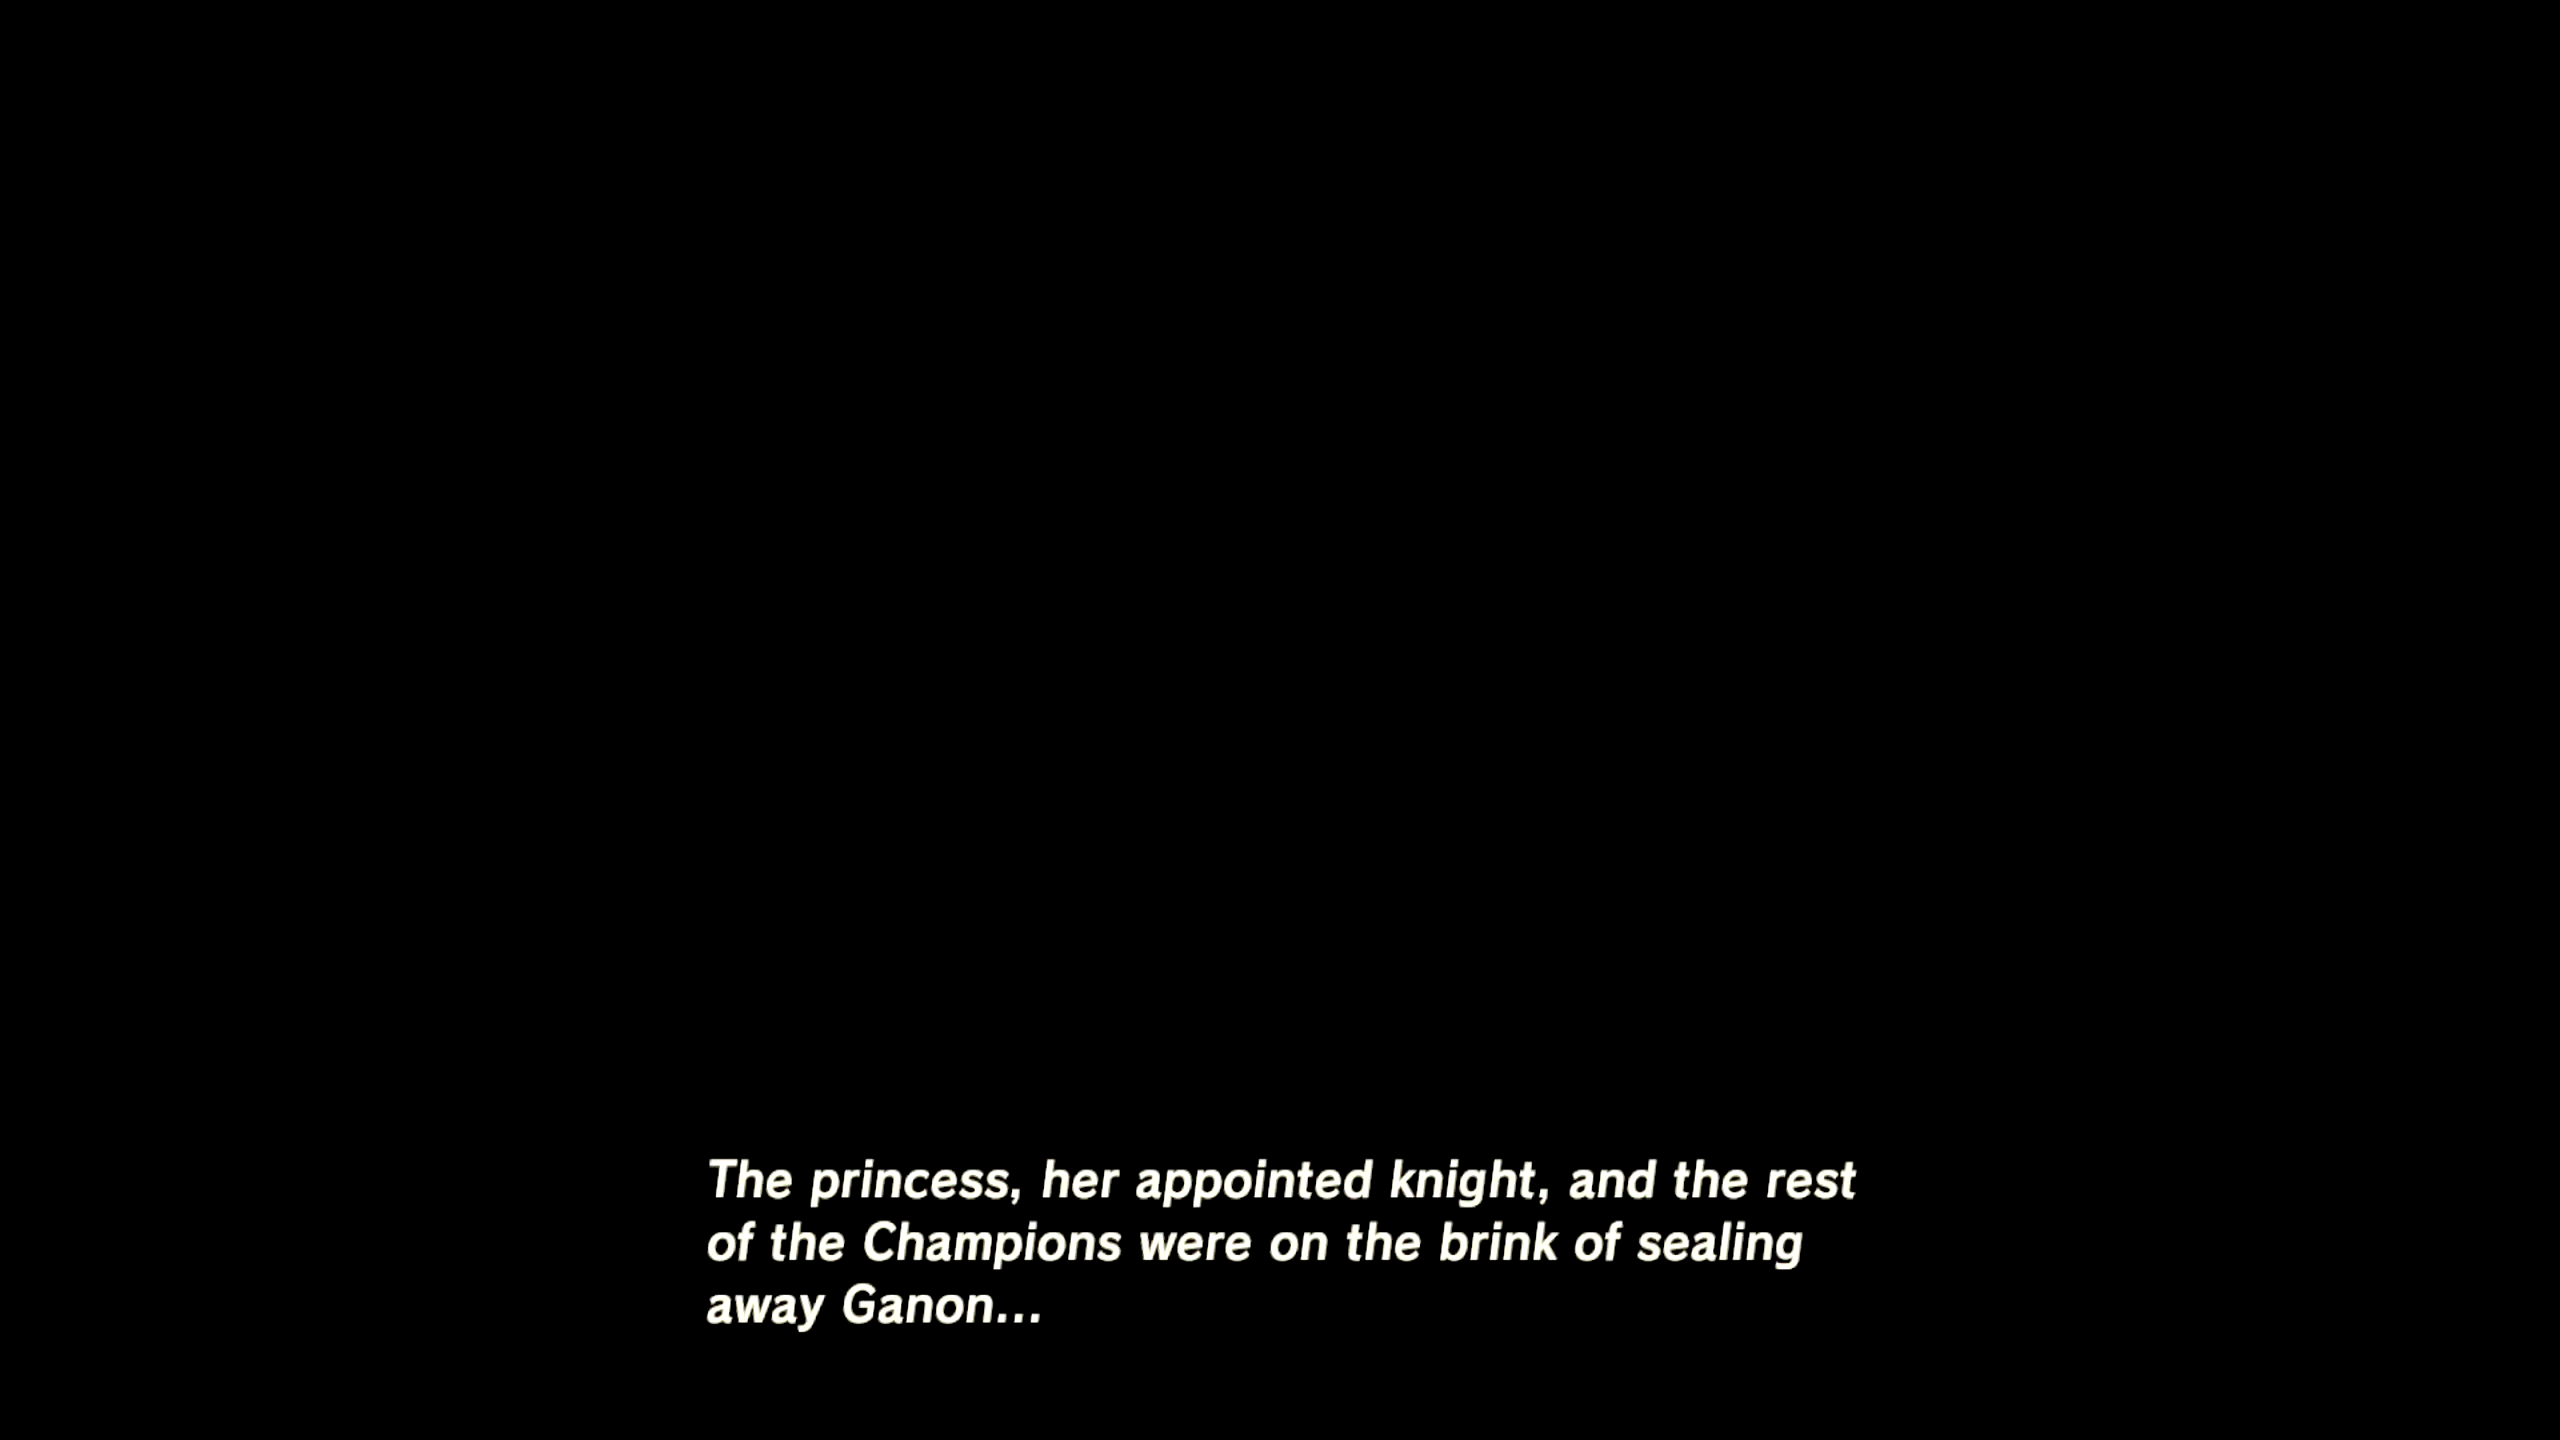 The princess, her appointed knight, and the rest
of the Champions were on the brink of sealing
away Ganon...